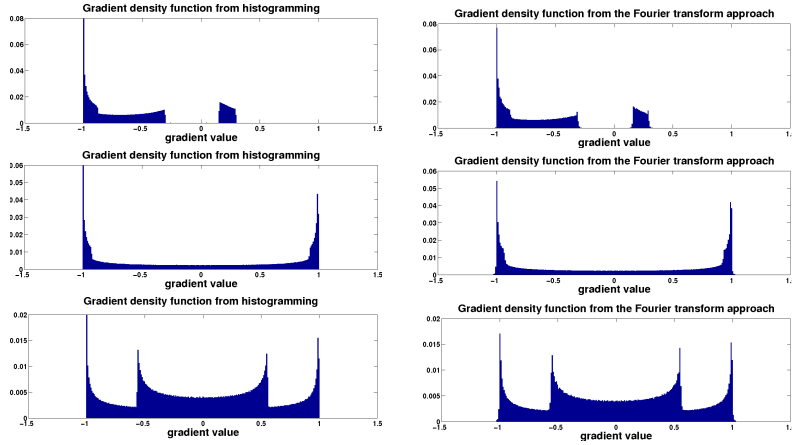 Gradient density function from histogramming
0.08
0.06
0.04
0.02
0
−1.5 −1 −0.5 0 0.5 1 1.5
gradient value
Gradient density function from the Fourier transform approach
0.08
0.06
0.04
0.02
0
−1.5 −1 −0.5 0 0.5 1 1.5
gradient value
Gradient density function from histogramming
0.06
0.05
0.04
0.03
0.02
0.01
0
−1.5 −1 −0.5 0 0.5 1 1.5
gradient value
Gradient density function from the Fourier transform approach
0.06
0.05
0.04
0.03
0.02
0.01
0
−1.5 −1 −0.5 0 0.5 1 1.5
gradient value
Gradient density function from histogramming
0.02
0.015
0.01
0.005
0
−1.5 −1 −0.5 0 0.5 1 1.5
gradient value
Gradient density function from the Fourier transform approach
0.02
0.015
0.01
0.005
0
−1.5 −1 −0.5 0 0.5 1 1.5
gradient value